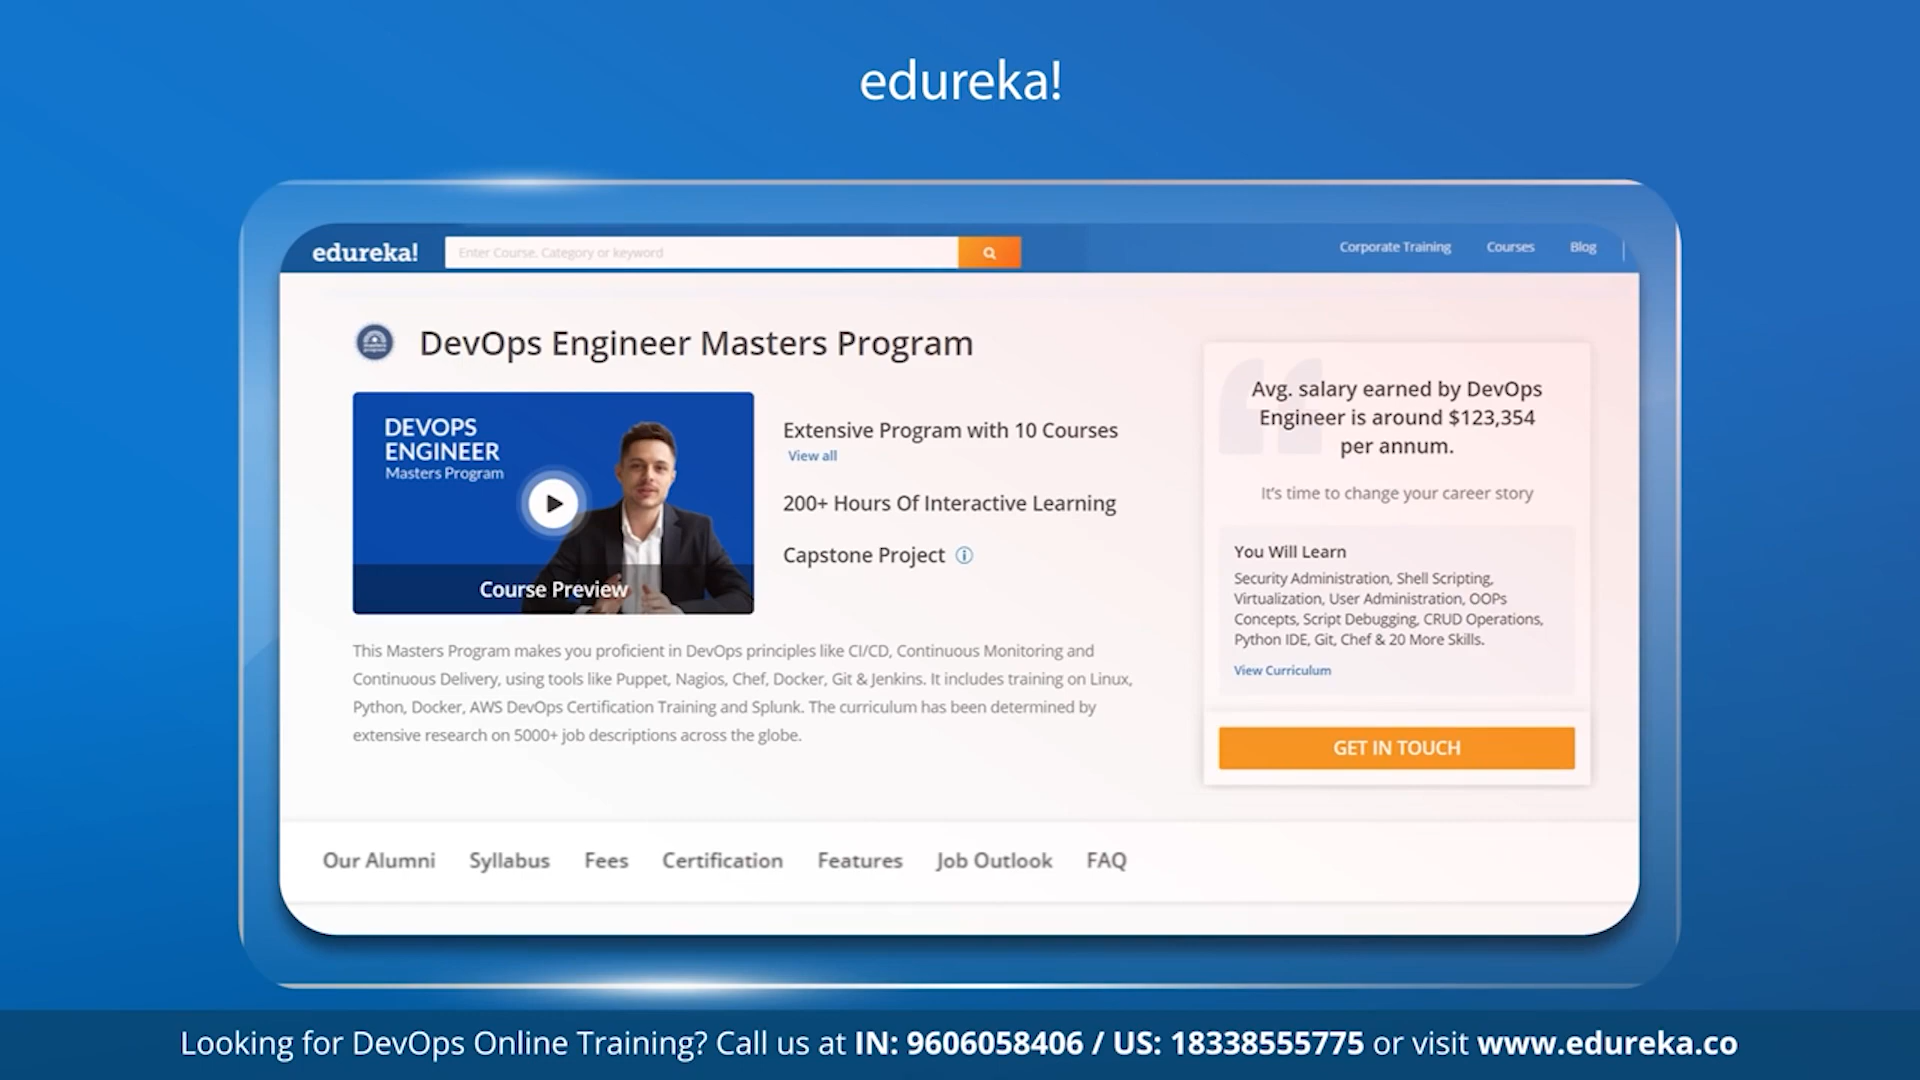 edureka!
edureka!
Enter Course, Category or keyword
Corporate Training
Courses
Blog
DevOps Engineer Masters Program
DEVOPS
ENGINEER
Masters Program
Course Preview
Extensive Program with 10 Courses
View all
200+ Hours Of Interactive Learning
Capstone Project
This Masters Program makes you proficient in DevOps principles like CI/CD, Continuous Monitoring and
Continuous Delivery, using tools like Puppet, Nagios, Chef, Docker, Git & Jenkins. It includes training on Linux,
Python, Docker, AWS DevOps Certification Training and Splunk. The curriculum has been determined by
extensive research on 5000+ job descriptions across the globe.
Avg. salary earned by DevOps
Engineer is around $123,354
per annum.
It's time to change your career story
You Will Learn
Security Administration, Shell Scripting,
Virtualization, User Administration, OOPs
Concepts, Script Debugging, CRUD Operations,
Python IDE, Git, Chef & 20 More Skills.
View Curriculum
GET IN TOUCH
Our Alumni
Syllabus
Fees
Certification
Features
Job Outlook
FAQ
Looking for DevOps Online Training? Call us at IN: 9606058406 / US: 18338555775 or visit www.edureka.co